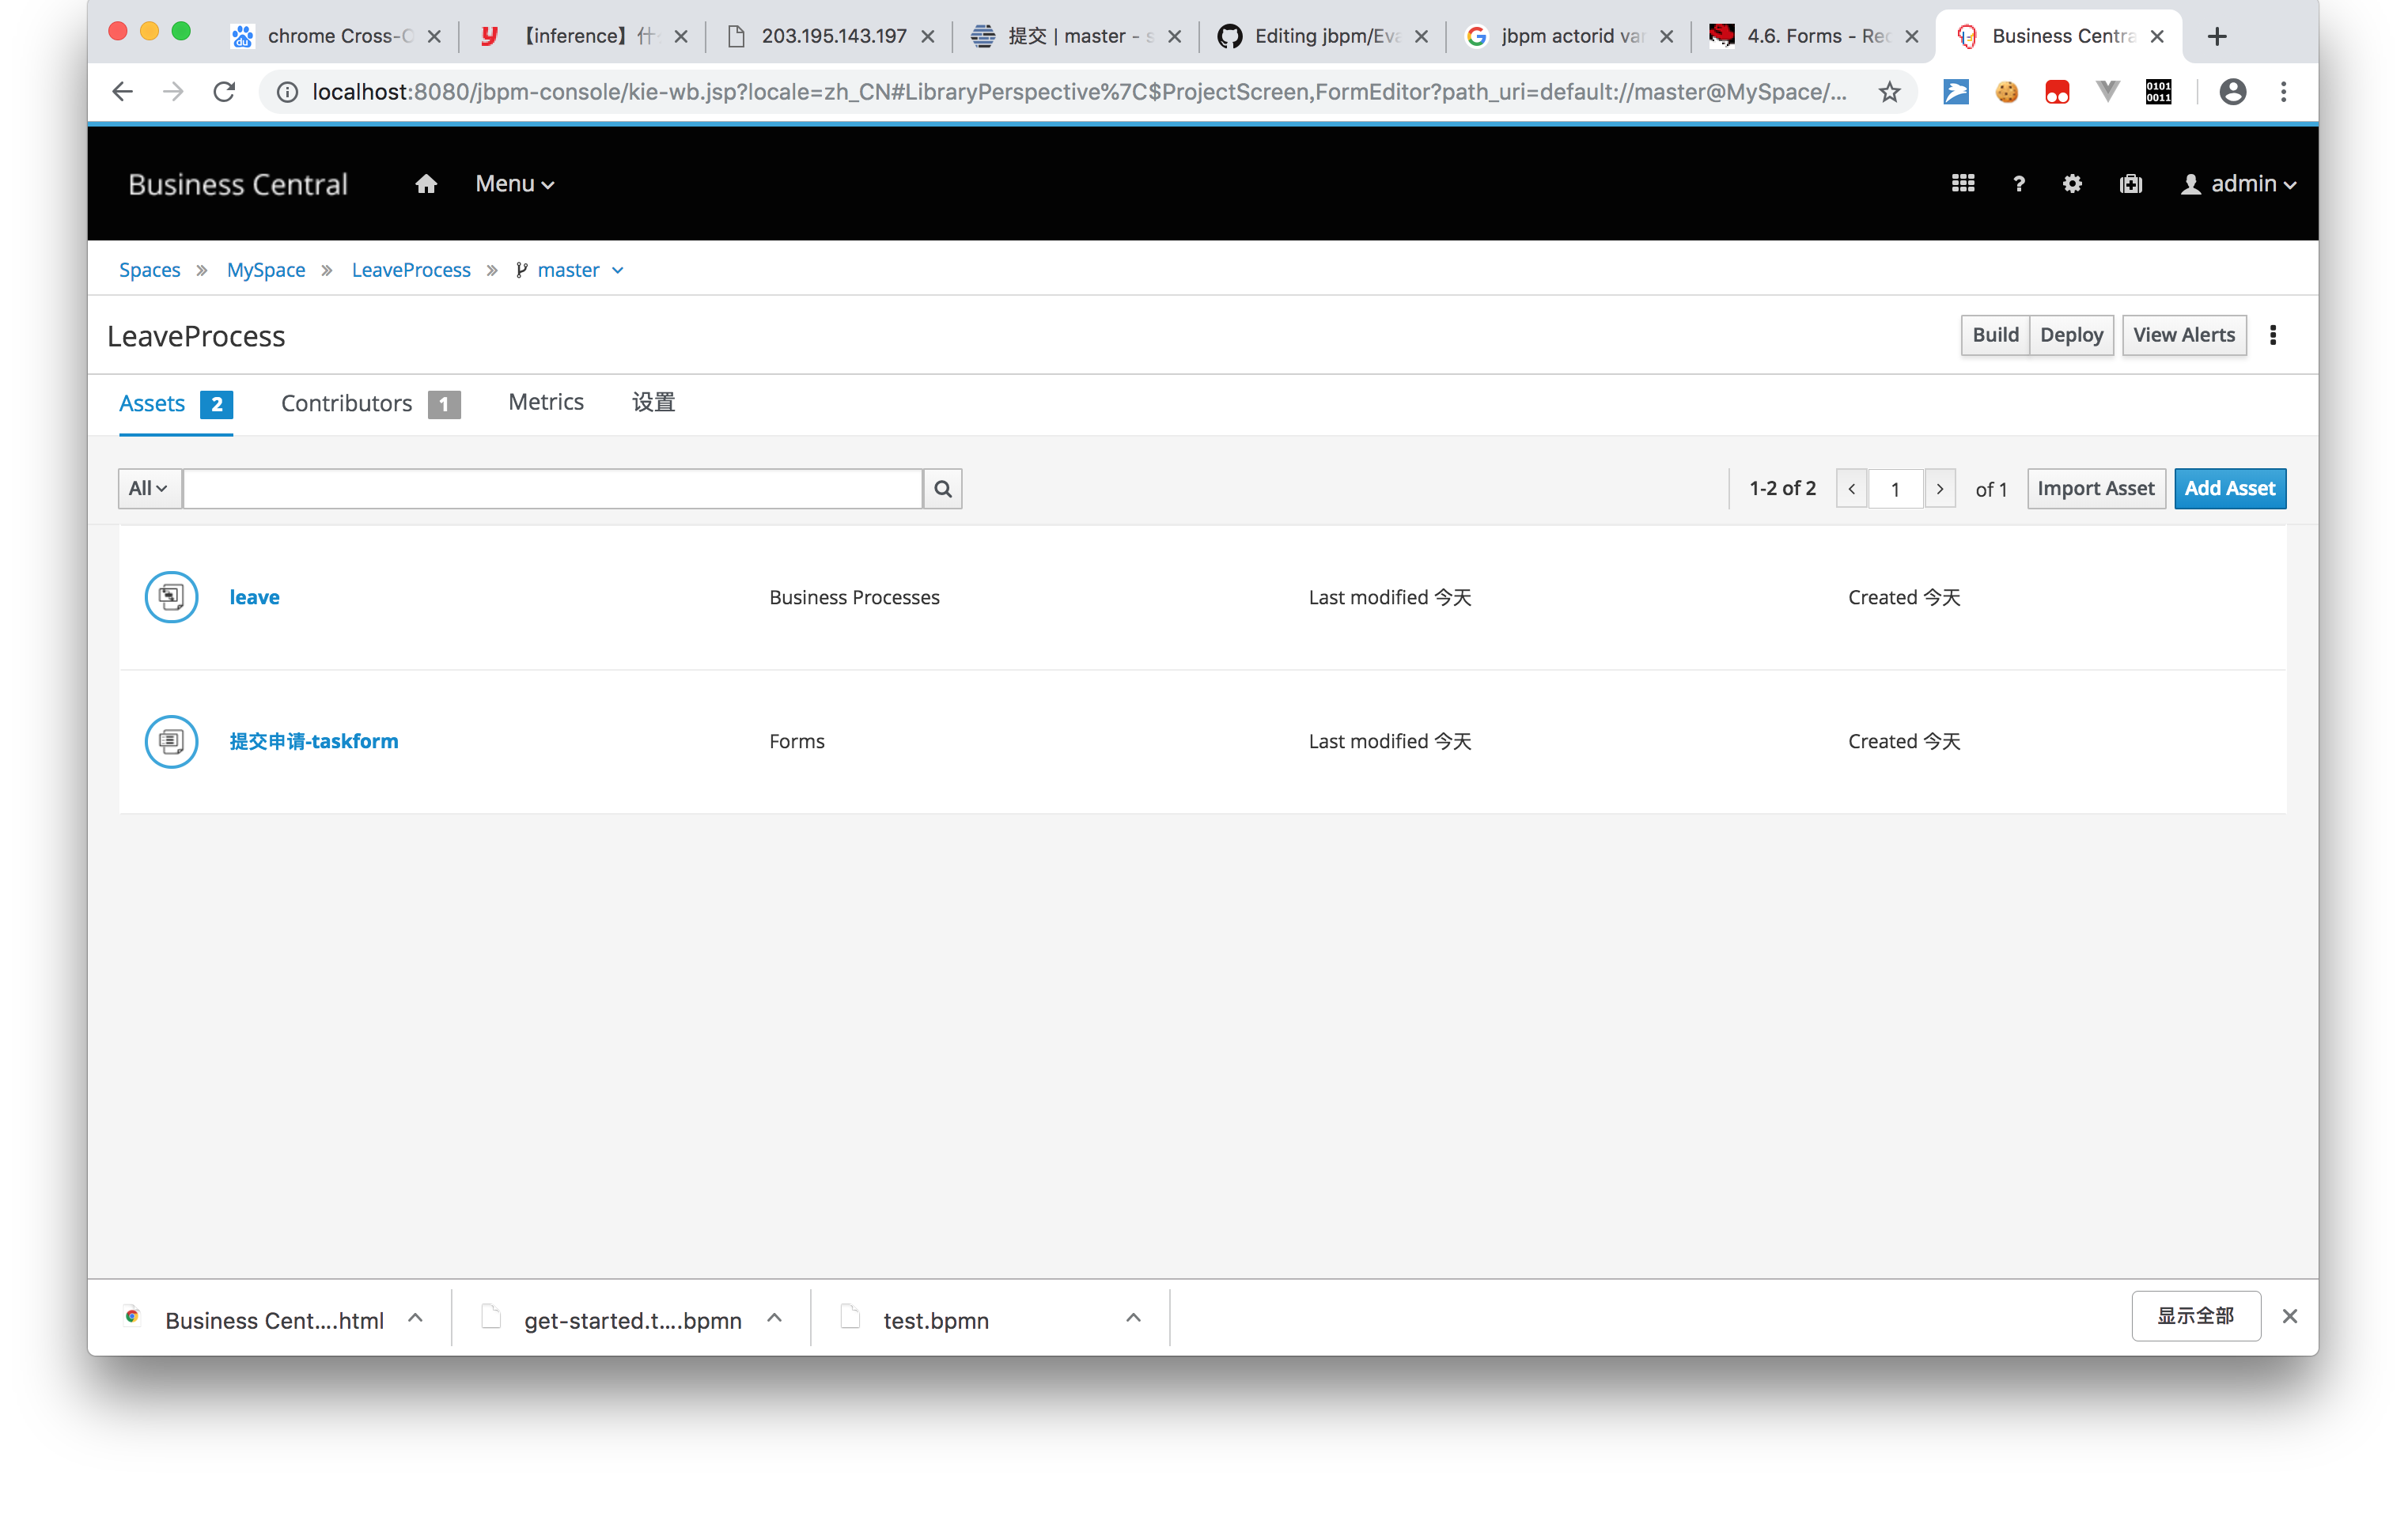 chrome Cross-O
【inference】什
203.195.143.197
提交 | master - s
Editing jbpm/Eva
jbpm actorid var
4.6. Forms - Red
Business Centra
localhost:8080/jbpm-console/kie-wb.jsp?locale=zh_CN#LibraryPerspective%7C$ProjectScreen,FormEditor?path_uri=default://master@MySpace/...
0101
0011
Business Central
Menu
?
admin
Spaces » MySpace » LeaveProcess » master
LeaveProcess
Build
Deploy
View Alerts
Assets 2
Contributors 1
Metrics
设置
All
1-2 of 2
1
of 1
Import Asset
Add Asset
leave
Business Processes
Last modified 今天
Created 今天
提交申请-taskform
Forms
Last modified 今天
Created 今天
Business Cent....html
get-started.t....bpmn
test.bpmn
显示全部